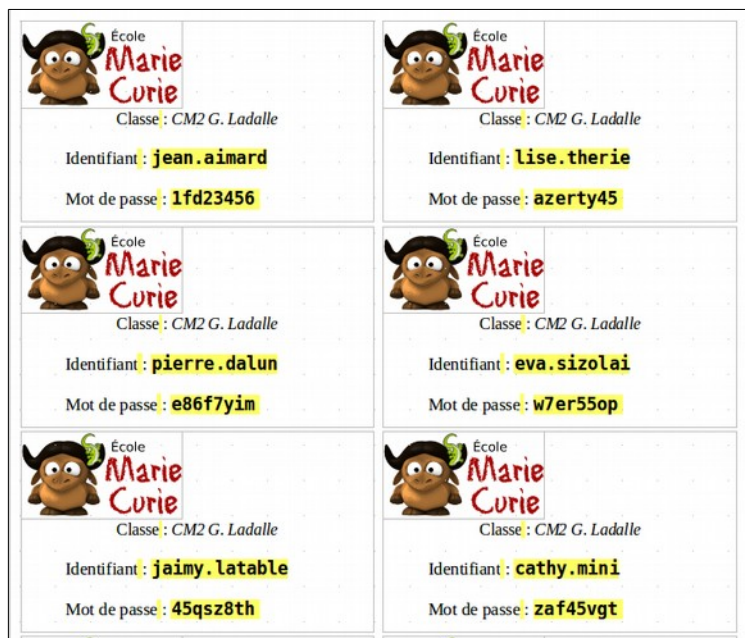 École
Marie
Curie
Classe : CM2 G. Ladalle
Identifiant : jean.aimard
Mot de passe : 1fd23456
École
Marie
Curie
Classe : CM2 G. Ladalle
Identifiant : lise.therie
Mot de passe : azerty45
École
Marie
Curie
Classe : CM2 G. Ladalle
Identifiant : pierre.dalun
Mot de passe : e86f7yim
École
Marie
Curie
Classe : CM2 G. Ladalle
Identifiant : eva.sizolai
Mot de passe : w7er55op
École
Marie
Curie
Classe : CM2 G. Ladalle
Identifiant : jaimy.latable
Mot de passe : 45qsz8th
École
Marie
Curie
Classe : CM2 G. Ladalle
Identifiant : cathy.mini
Mot de passe : zaf45vgt